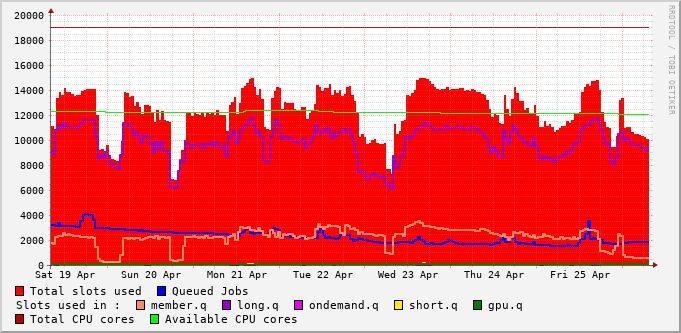 20000
18000
16000
14000
12000
10000
8000
6000
4000
2000
0
Sat 19 Apr Sun 20 Apr Mon 21 Apr Tue 22 Apr Wed 23 Apr Thu 24 Apr Fri 25 Apr
Total slots used Queued Jobs
Slots used in : member.q long.q ondemand.q short.q gpu.q
Total CPU cores Available CPU cores
RRDTOOL / TOBI OETIKER